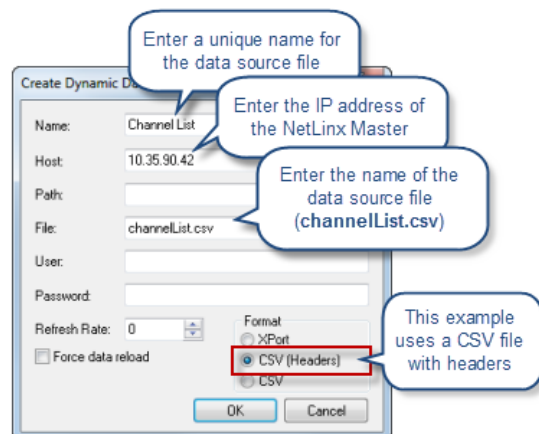 Enter a unique name for
the data source file
Create Dynamic Da
Name: Channel List
Enter the IP address of
the NetLinx Master
Host: 10.35.90.42
Enter the name of the
data source file
(channelList.csv)
Path:
File: channelList.csv
User:
Password:
Refresh Rate: 0
Format
XPort
Force data reload
CSV (Headers)
CSV
This example
uses a CSV file
with headers
OK Cancel